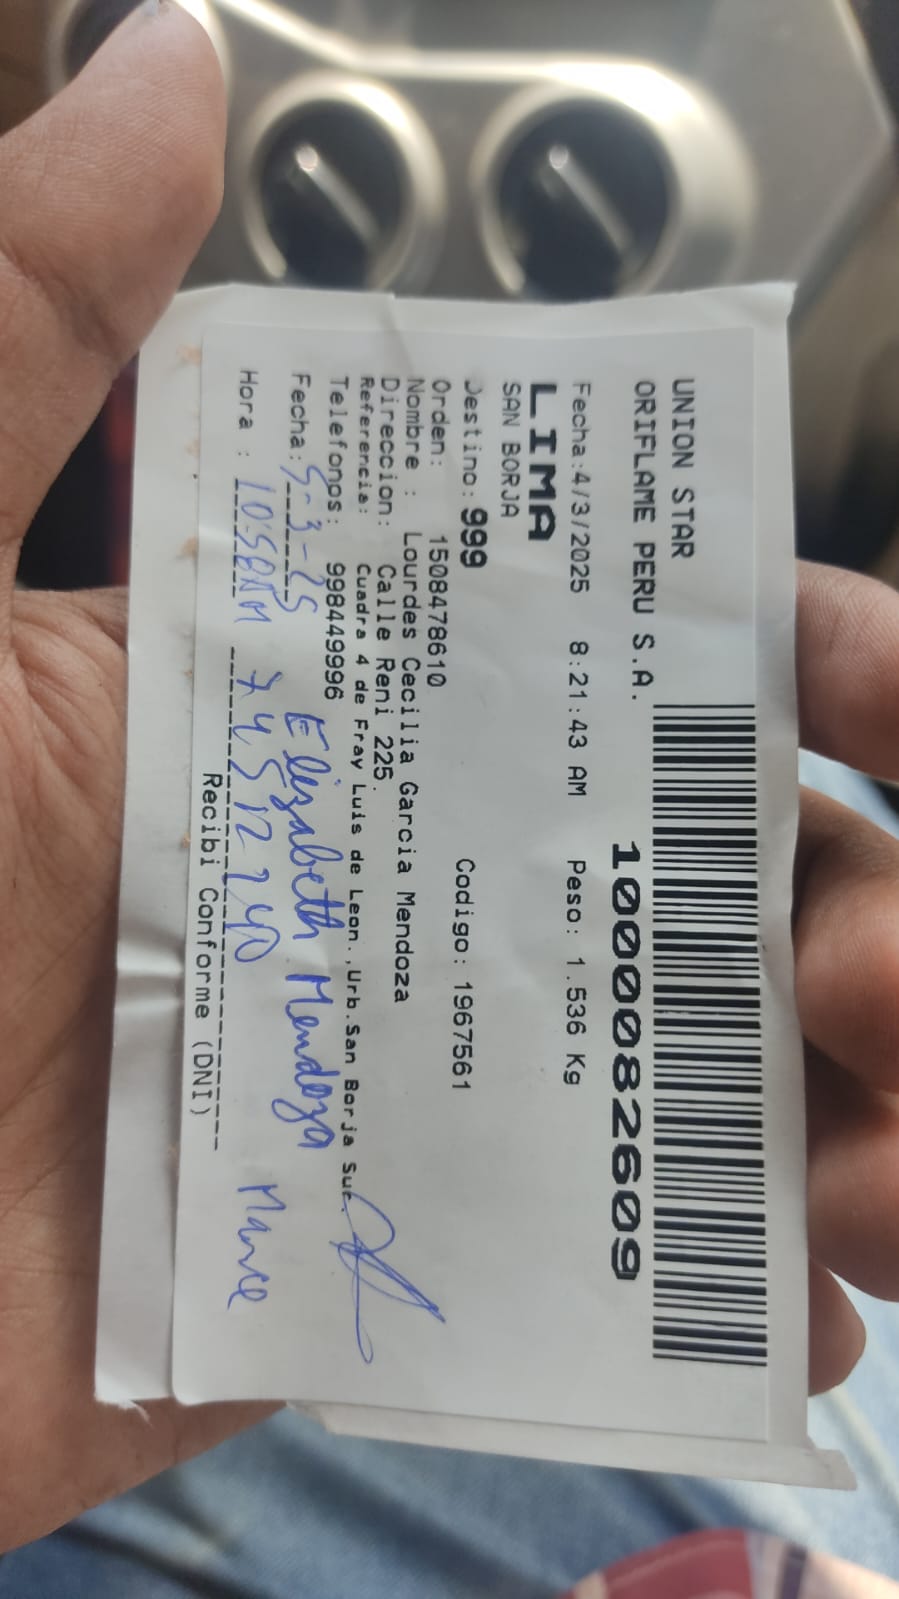 UNION STAR
ORIFLAME PERU S.A.
1000082609
Fecha:4/3/2025 8:21:43 AM Peso: 1.536 Kg
LIMA
SAN BORJA
Destino: 999 Codigo: 1967561
Orden: 1508478610
Nombre : Lourdes Cecilia Garcia Mendoza
Direccion: Calle Reni 225.
Referencia: Cuadra 4 de Fray Luis de Leon.,Urb.San Borja Sur.
Telefonos: 998449996
Fecha: 5-3-25 Elizabeth Mendoza
Hora : 10:58AM
Recibi Conforme (DNI)